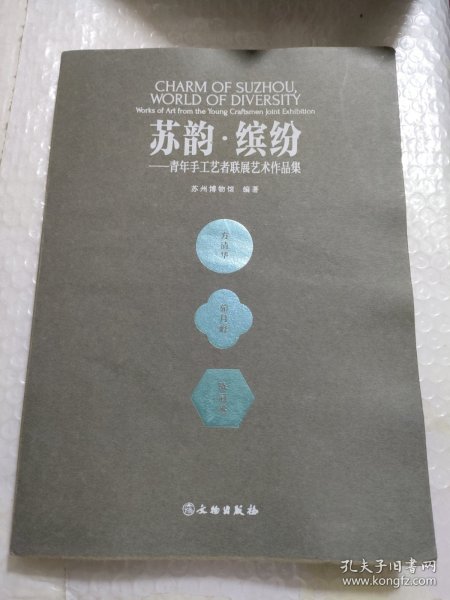 CHARM OF SUZHOU,
WORLD OF DIVERSITY
Works of Art from the Young Craftsmen Joint Exhibition
苏韵·缤纷
——青年手工艺者联展艺术作品集
苏州博物馆 编著
文物出版社
孔夫子旧书网
www.kongfz.com